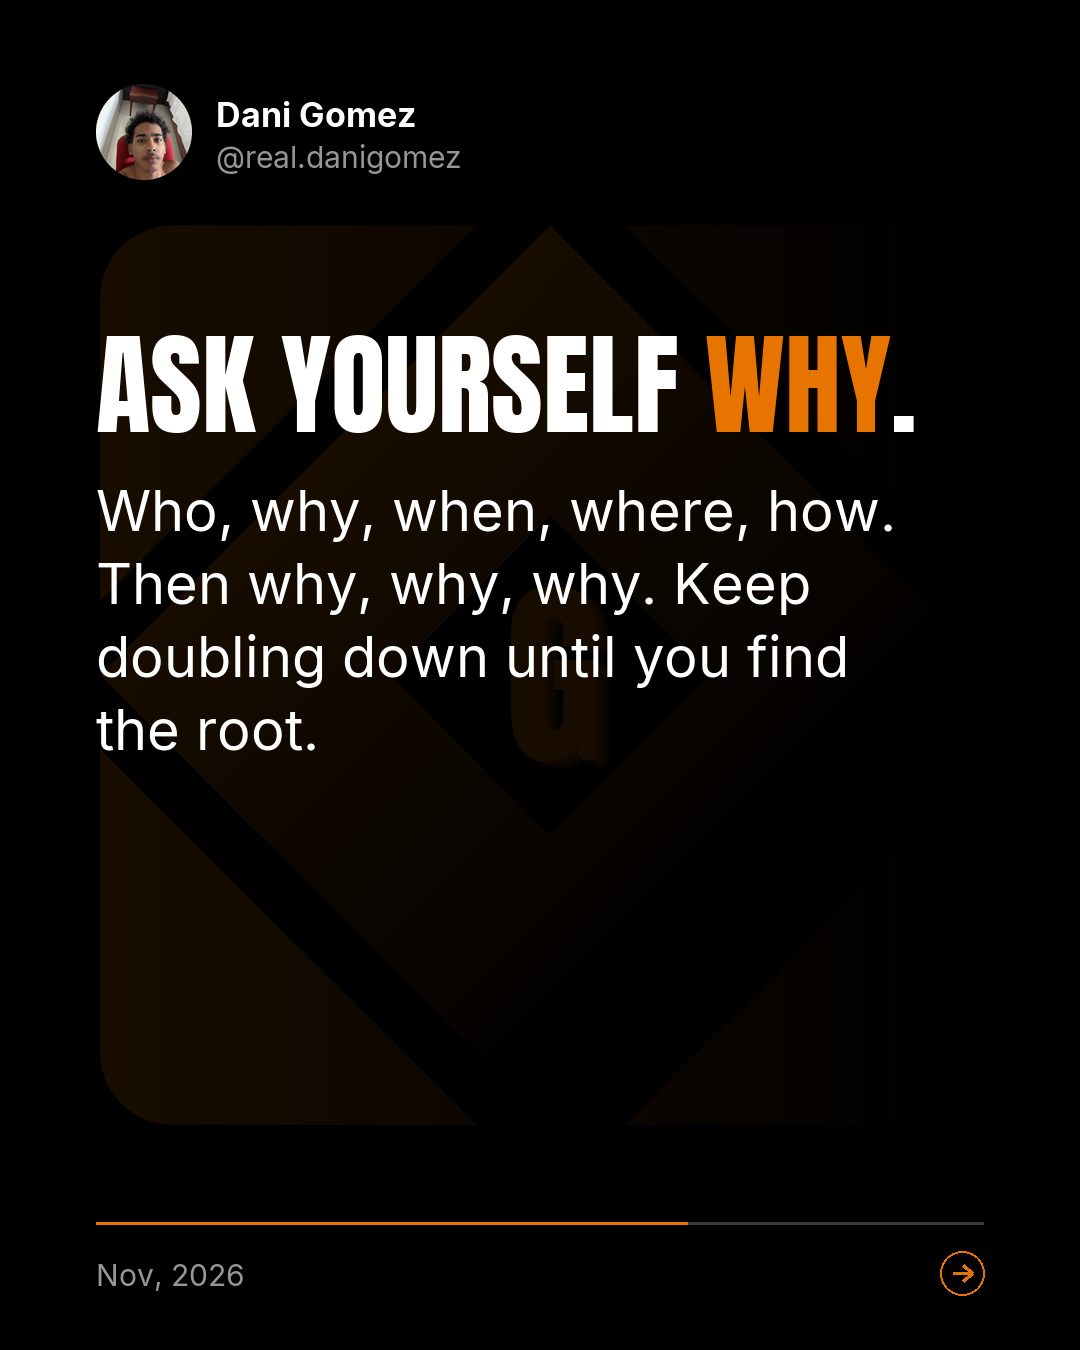 Dani Gomez
@real.danigomez
ASK YOURSELF WHY.
Who, why, when, where, how.
Then why, why, why. Keep
doubling down until you find
the root.
G
Nov, 2026